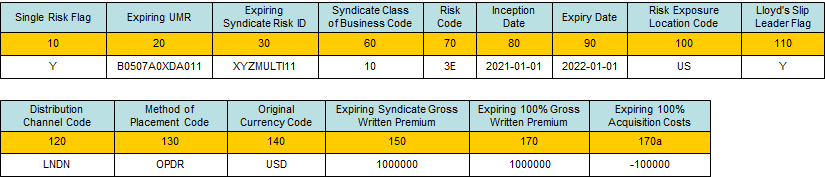 Single Risk Flag Expiring UMR Expiring Syndicate Risk ID Syndicate Class of Business Code Risk Code Inception Date Expiry Date Risk Exposure Location Code Lloyd's Slip Leader Flag
10 20 30 60 70 80 90 100 110
Y B0507A0XDA011 XYZMULTI11 10 3E 2021-01-01 2022-01-01 US Y
Distribution Channel Code Method of Placement Code Original Currency Code Expiring Syndicate Gross Written Premium Expiring 100% Gross Written Premium Expiring 100% Acquisition Costs
120 130 140 150 170 170a
LNDN OPDR USD 1000000 1000000 -100000